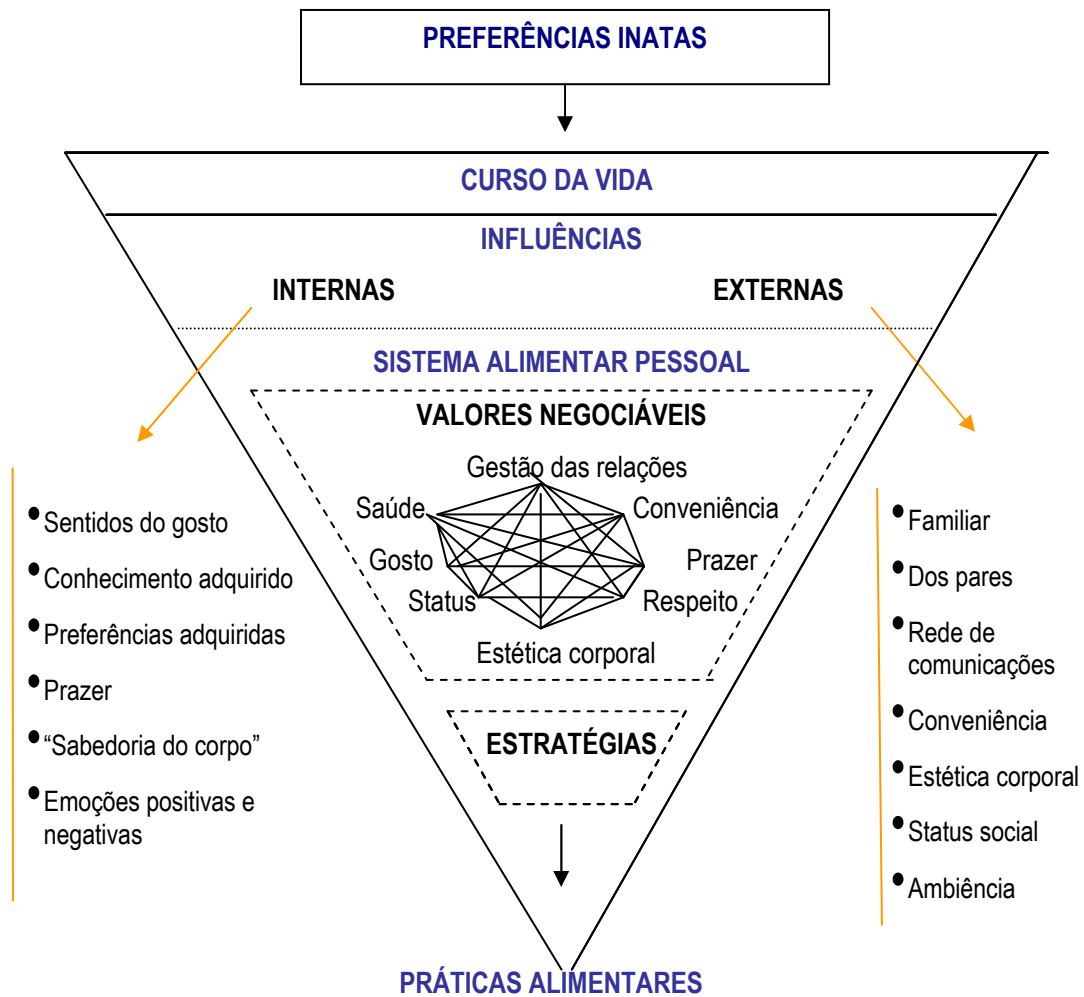 PREFERÊNCIAS INATAS
CURSO DA VIDA
INFLUÊNCIAS
INTERNAS
EXTERNAS
SISTEMA ALIMENTAR PESSOAL
VALORES NEGOCIÁVEIS
Gestão das relações
Saúde
Conveniência
Gosto
Prazer
Status
Respeito
Estética corporal
ESTRATÉGIAS
• Sentidos do gosto
• Conhecimento adquirido
• Preferências adquiridas
• Prazer
• “Sabedoria do corpo”
• Emoções positivas e
negativas
• Familiar
• Dos pares
• Rede de
comunicações
• Conveniência
• Estética corporal
• Status social
• Ambiência
PRÁTICAS ALIMENTARES